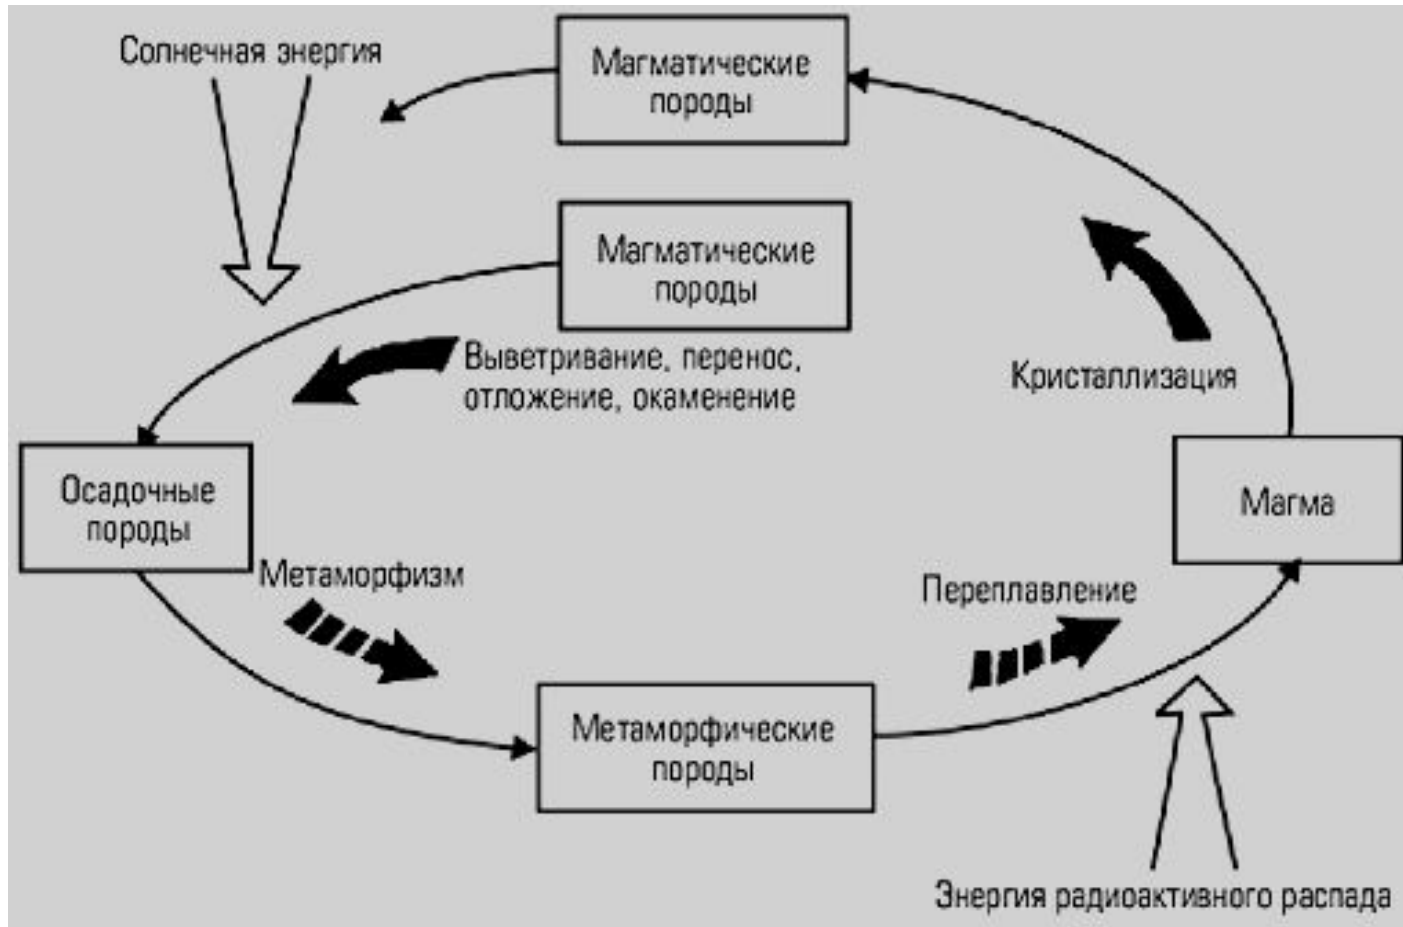 Солнечная энергия
Магматические
породы
Магматические
породы
Выветривание, перенос,
отложение, окаменение
Кристаллизация
Осадочные
породы
Магма
Метаморфизм
Переплавление
Метаморфические
породы
Энергия радиоактивного распада